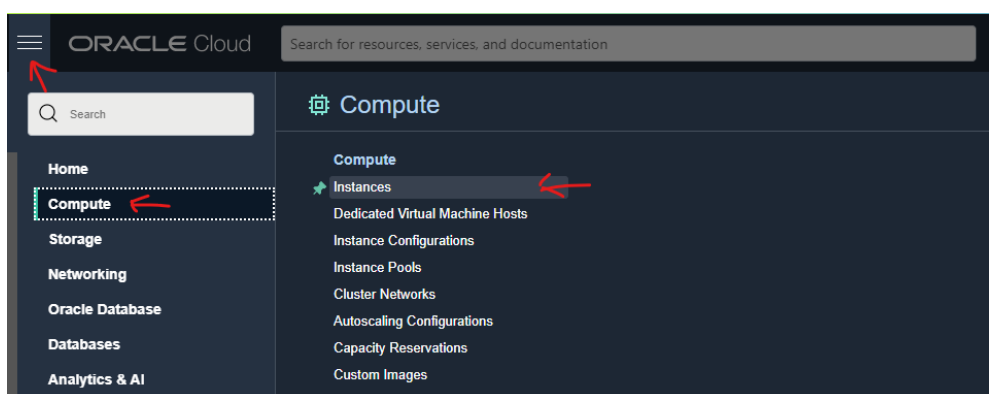 ORACLE Cloud
Search for resources, services, and documentation
Search
Home
Compute
Storage
Networking
Oracle Database
Databases
Analytics & AI
Compute
Compute
Instances
Dedicated Virtual Machine Hosts
Instance Configurations
Instance Pools
Cluster Networks
Autoscaling Configurations
Capacity Reservations
Custom Images